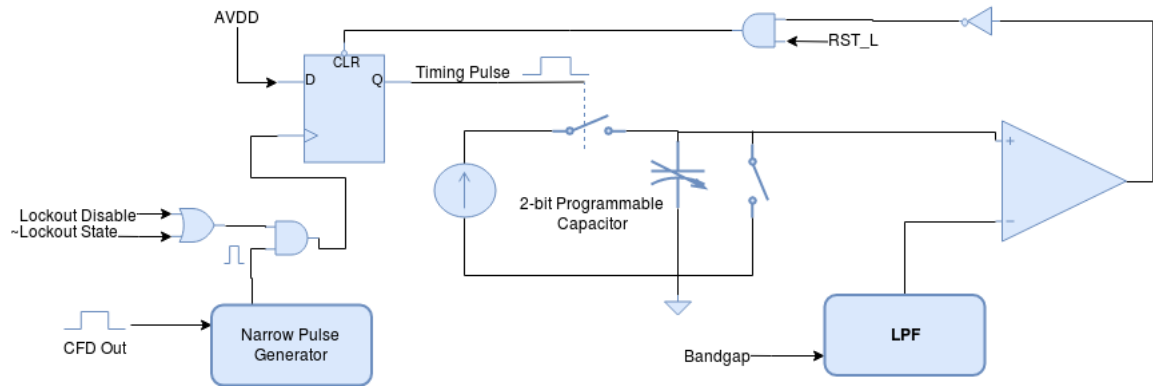 AVDD
CLR
D
Q
Timing Pulse
RST_L
+
2-bit Programmable
Capacitor
−
Lockout Disable
~Lockout State
Narrow Pulse
Generator
CFD Out
LPF
Bandgap